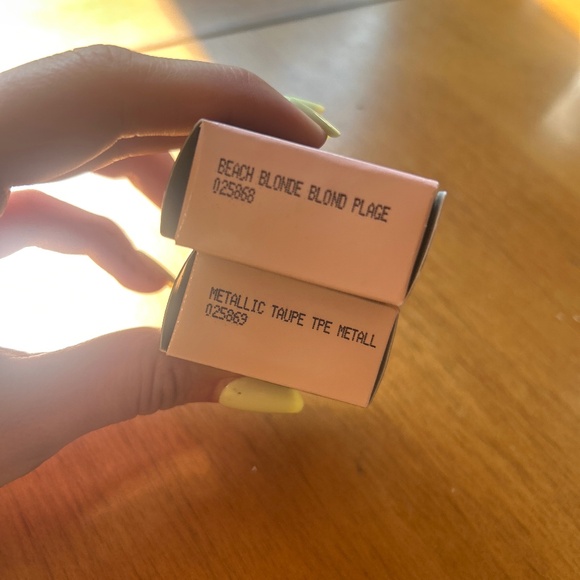 BEACH BLONDE BLOND PLAGE
025868
METALLIC TAUPE TPE METALL
025869